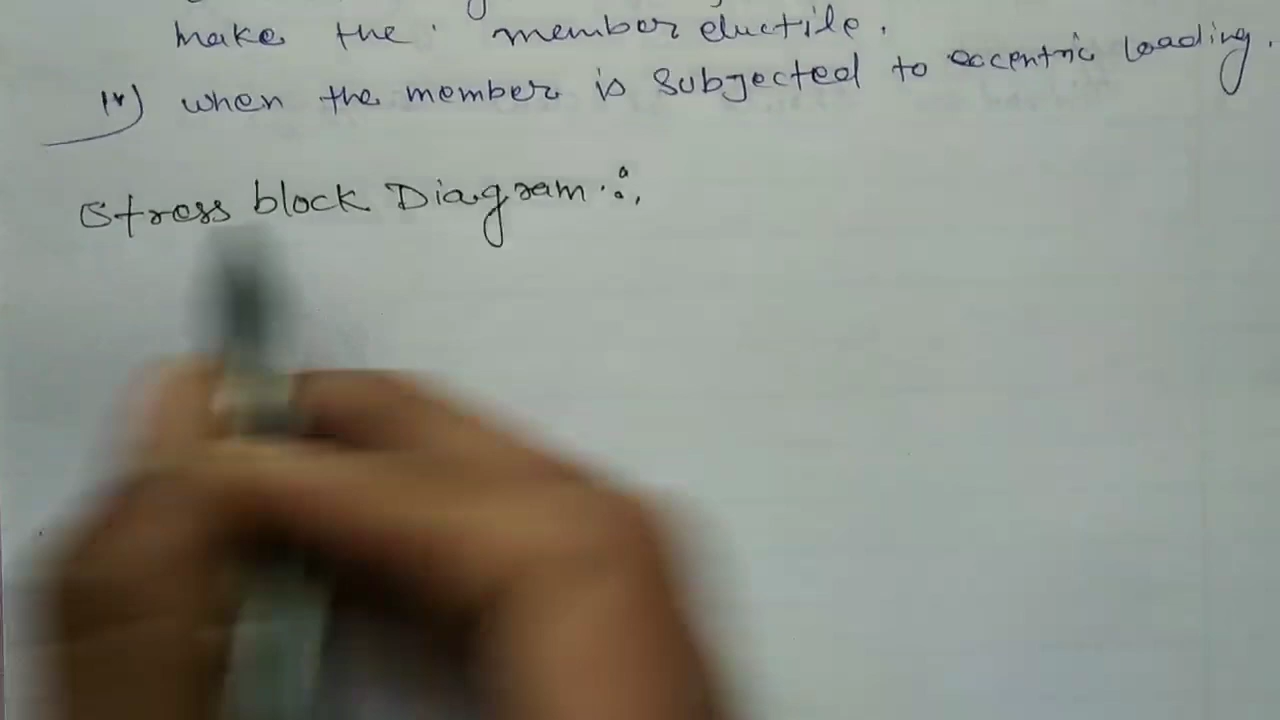 make the member ductile.
iv) when the member is subjected to eccentric loading.
Stress block Diagram :.